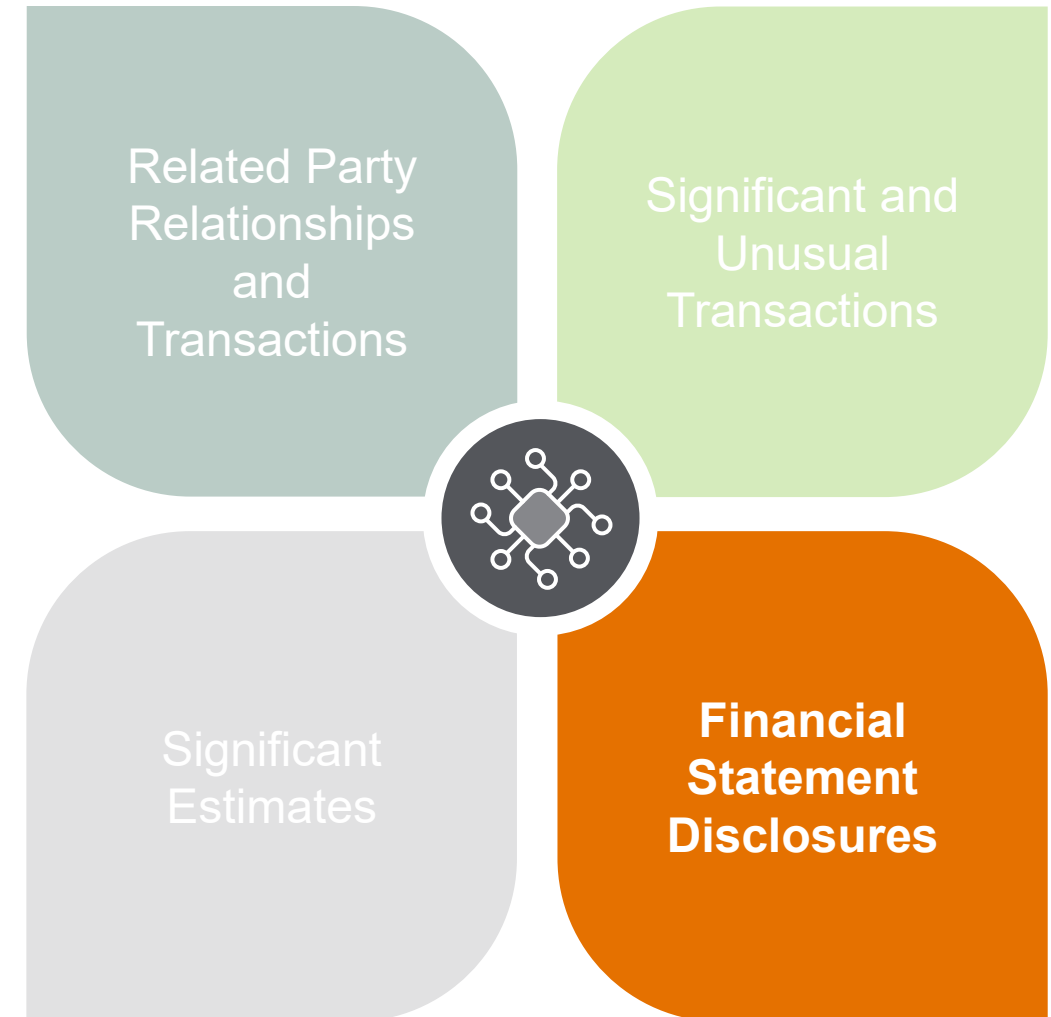 Related Party
Relationships
and
Transactions
Significant and
Unusual
Transactions
Significant
Estimates
Financial
Statement
Disclosures